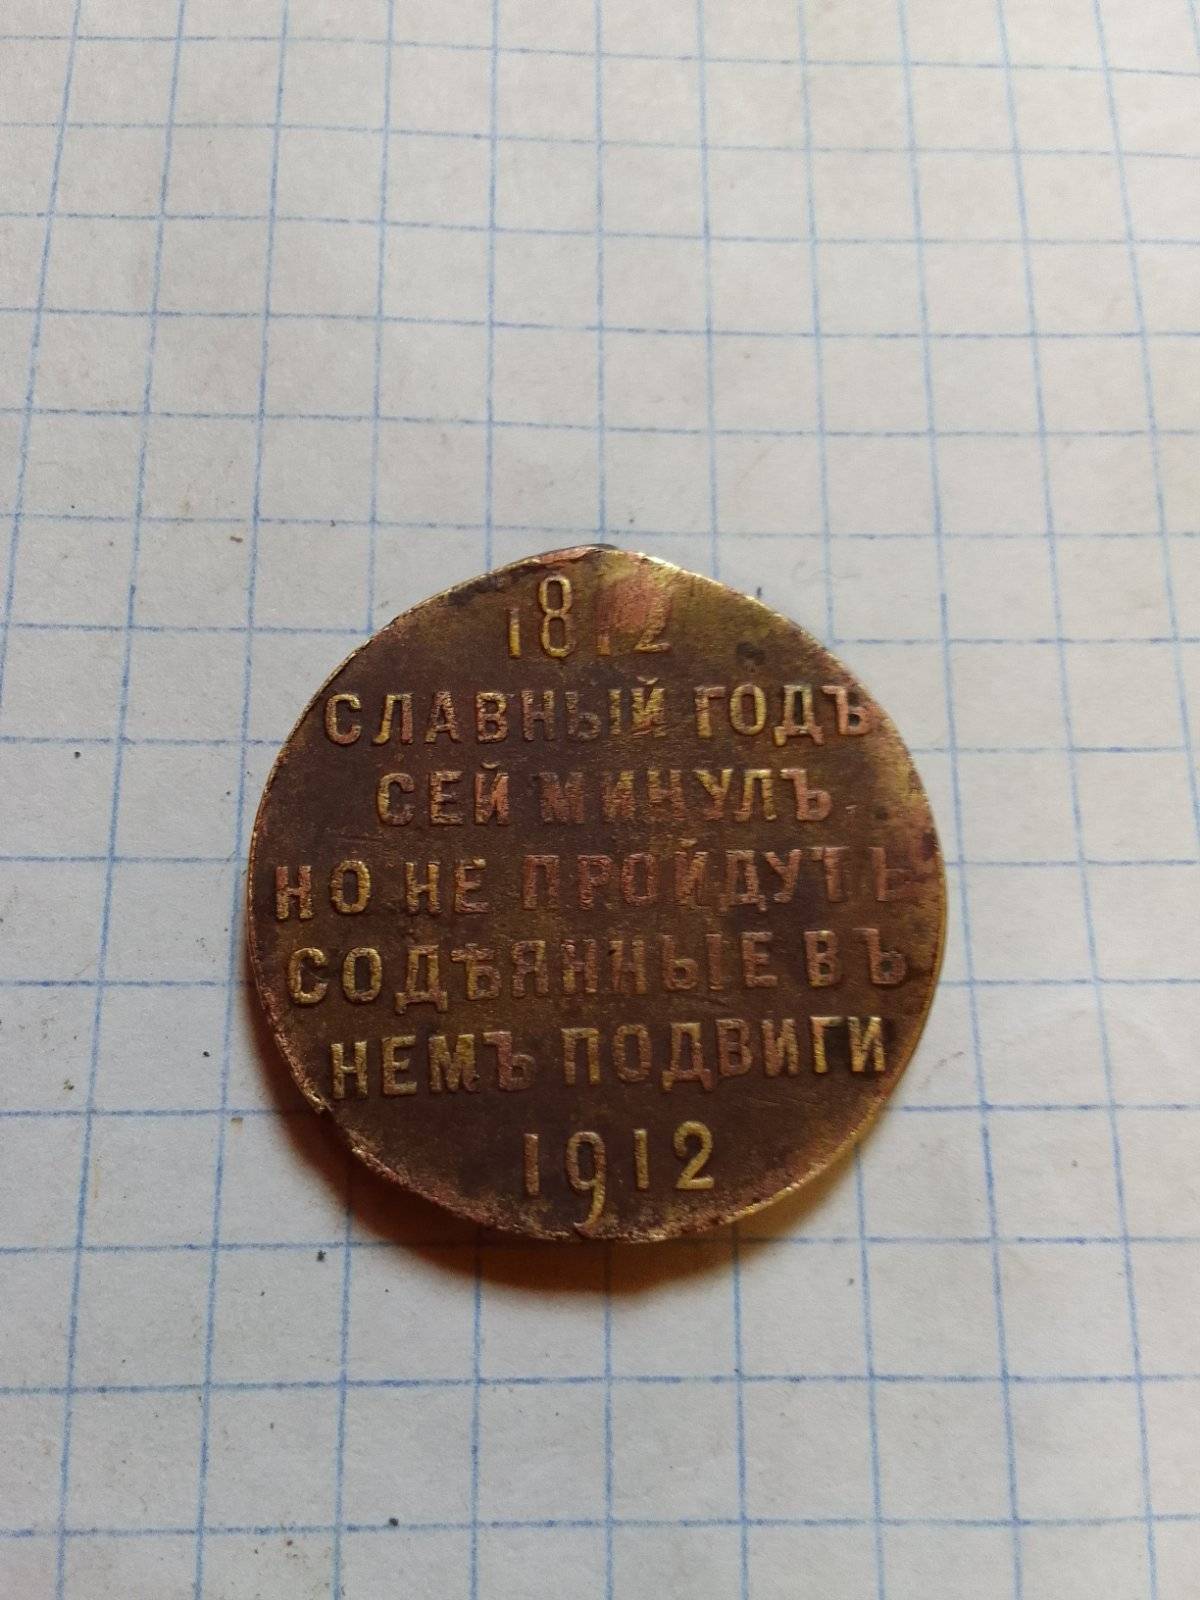 1812
СЛАВНЫЙ ГОДЪ
СЕЙ МИНУЛЪ
НО НЕ ПРОЙДУТЪ
СОДѢЯННЫЕ ВЪ
НЕМЪ ПОДВИГИ
1912